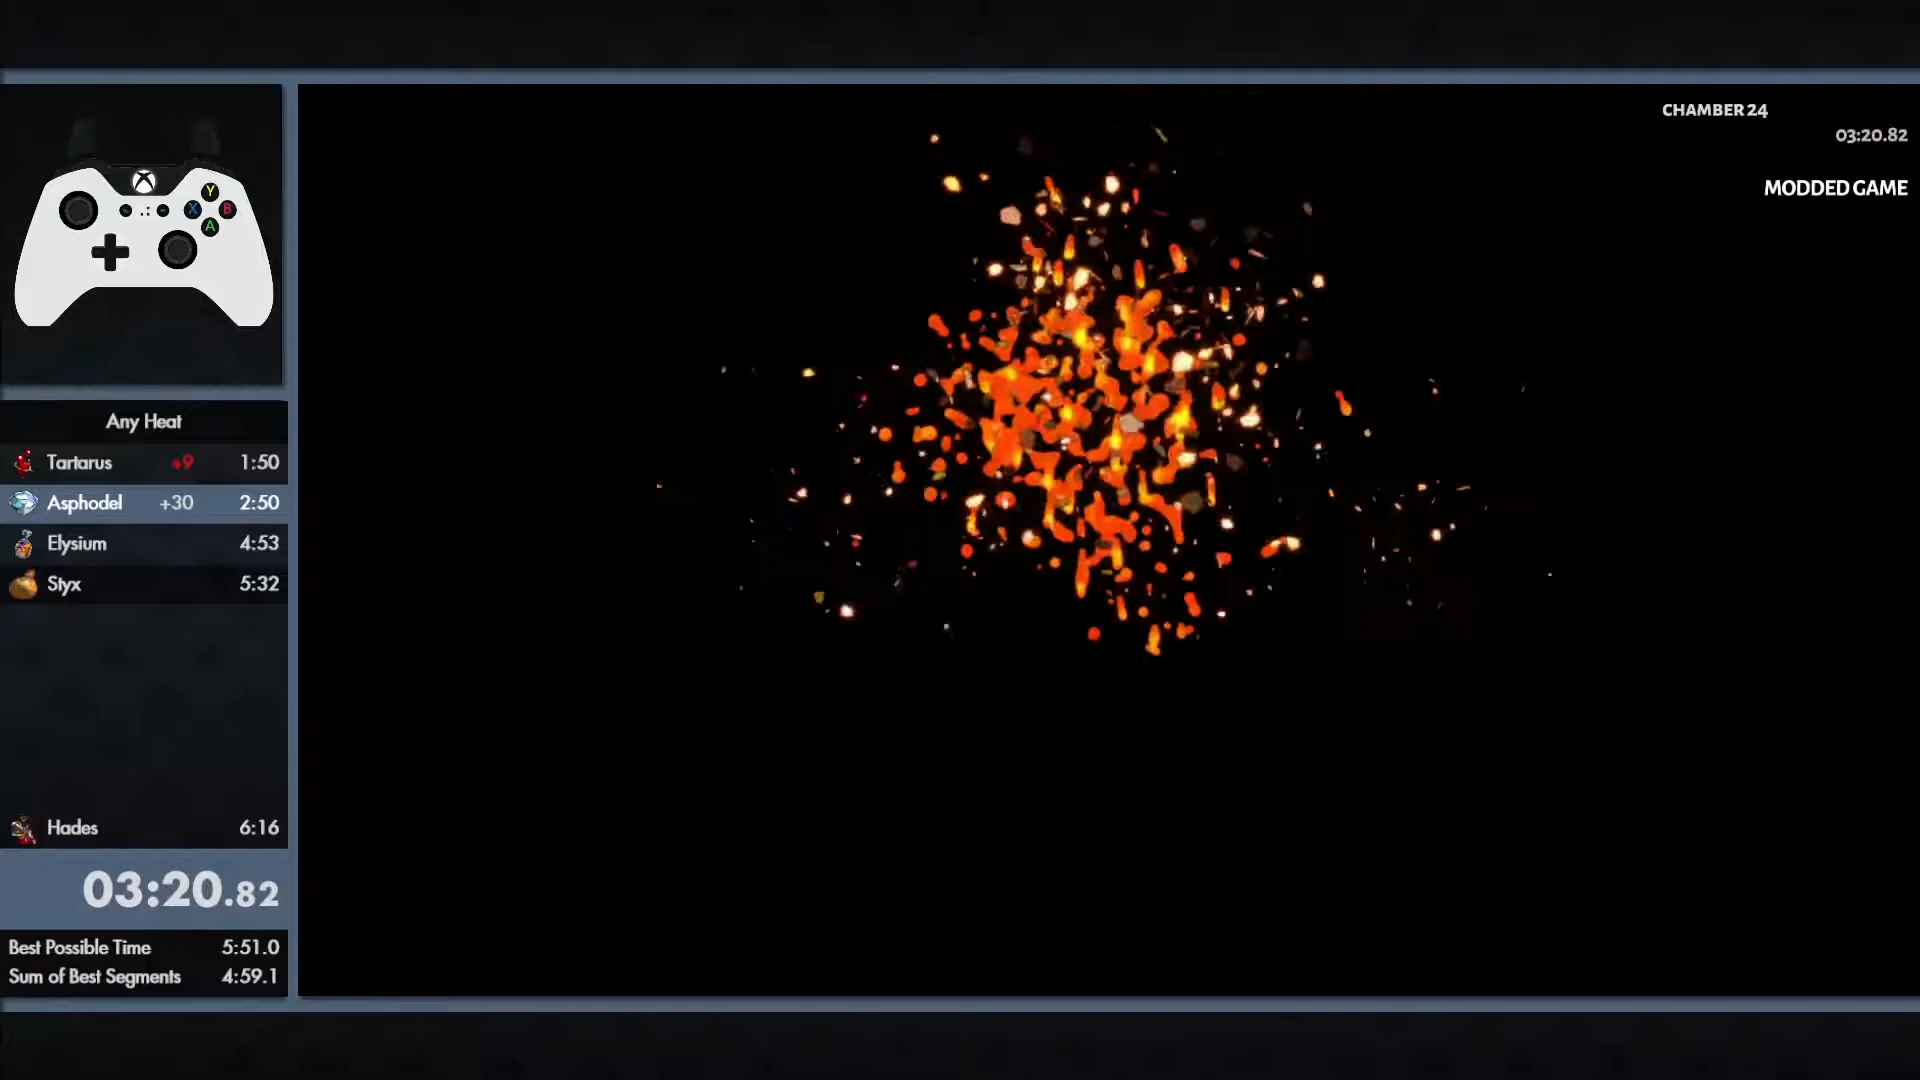 CHAMBER 24
03:20.82
MODDED GAME
Y
X B
A
Any Heat
Tartarus +9 1:50
Asphodel +30 2:50
Elysium 4:53
Styx 5:32
Hades 6:16
03:20.82
Best Possible Time 5:51.0
Sum of Best Segments 4:59.1